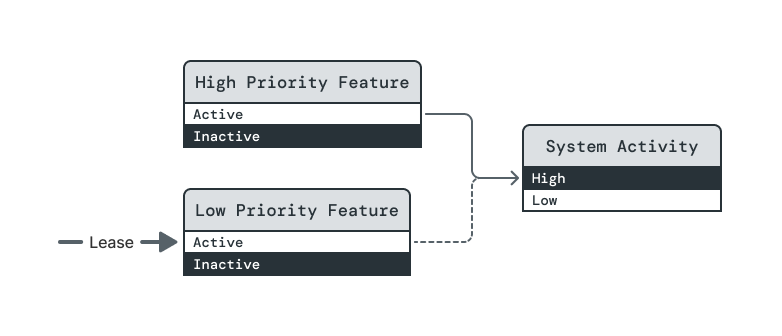 High Priority Feature
Active
Inactive
System Activity
High
Low
Low Priority Feature
Lease
Active
Inactive